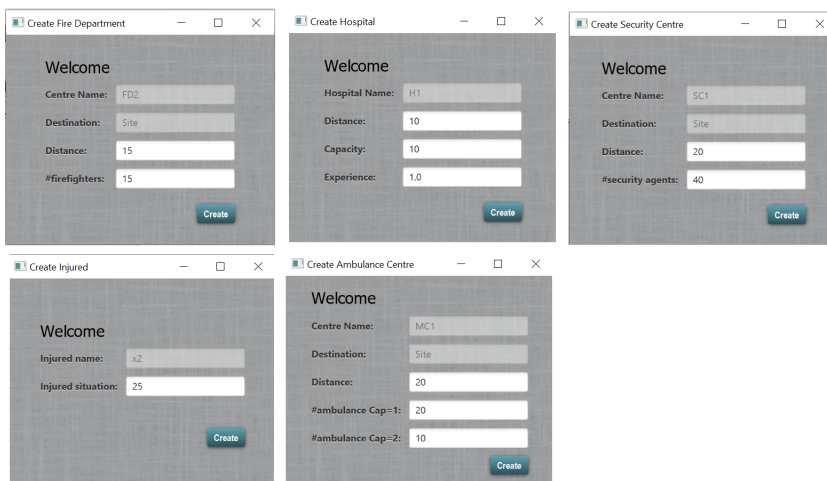 Create Fire Department
Welcome
Centre Name: FD2
Destination: Site
Distance: 15
#firefighters: 15
Create
Create Hospital
Welcome
Hospital Name: H1
Distance: 10
Capacity: 10
Experience: 1.0
Create
Create Security Centre
Welcome
Centre Name: SC1
Destination: Site
Distance: 20
#security agents: 40
Create
Create Injured
Welcome
Injured name: x2
Injured situation: 25
Create
Create Ambulance Centre
Welcome
Centre Name: MC1
Destination: Site
Distance: 20
#ambulance Cap=1: 20
#ambulance Cap=2: 10
Create